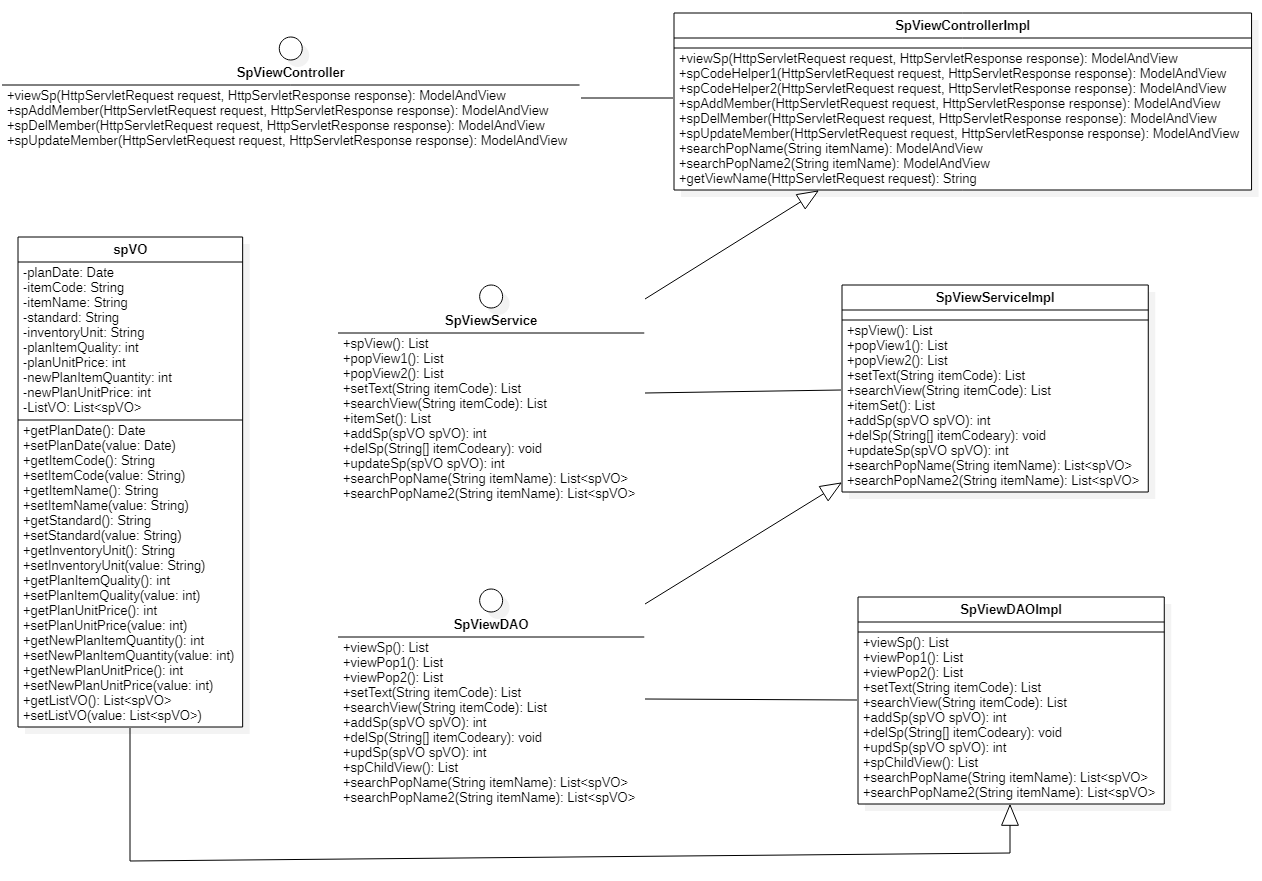 SpViewController
+viewSp(HttpServletRequest request, HttpServletResponse response): ModelAndView
+spAddMember(HttpServletRequest request, HttpServletResponse response): ModelAndView
+spDelMember(HttpServletRequest request, HttpServletResponse response): ModelAndView
+spUpdateMember(HttpServletRequest request, HttpServletResponse response): ModelAndView
SpViewControllerImpl
+viewSp(HttpServletRequest request, HttpServletResponse response): ModelAndView
+spCodeHelper1(HttpServletRequest request, HttpServletResponse response): ModelAndView
+spCodeHelper2(HttpServletRequest request, HttpServletResponse response): ModelAndView
+spAddMember(HttpServletRequest request, HttpServletResponse response): ModelAndView
+spDelMember(HttpServletRequest request, HttpServletResponse response): ModelAndView
+spUpdateMember(HttpServletRequest request, HttpServletResponse response): ModelAndView
+searchPopName(String itemName): ModelAndView
+searchPopName2(String itemName): ModelAndView
+getViewName(HttpServletRequest request): String
spVO
-planDate: Date
-itemCode: String
-itemName: String
-standard: String
-inventoryUnit: String
-planItemQuality: int
-planUnitPrice: int
-newPlanItemQuantity: int
-newPlanUnitPrice: int
-ListVO: List<spVO>
+getPlanDate(): Date
+setPlanDate(value: Date)
+getItemCode(): String
+setItemCode(value: String)
+getItemName(): String
+setItemName(value: String)
+getStandard(): String
+setStandard(value: String)
+getInventoryUnit(): String
+setInventoryUnit(value: String)
+getPlanItemQuality(): int
+setPlanItemQuality(value: int)
+getPlanUnitPrice(): int
+setPlanUnitPrice(value: int)
+getNewPlanItemQuantity(): int
+setNewPlanItemQuantity(value: int)
+getNewPlanUnitPrice(): int
+setNewPlanUnitPrice(value: int)
+getListVO(): List<spVO>
+setListVO(value: List<spVO>)
SpViewService
+spView(): List
+popView1(): List
+popView2(): List
+setText(String itemCode): List
+searchView(String itemCode): List
+itemSet(): List
+addSp(spVO spVO): int
+delSp(String[] itemCodeary): void
+updateSp(spVO spVO): int
+searchPopName(String itemName): List<spVO>
+searchPopName2(String itemName): List<spVO>
SpViewServiceImpl
+spView(): List
+popView1(): List
+popView2(): List
+setText(String itemCode): List
+searchView(String itemCode): List
+itemSet(): List
+addSp(spVO spVO): int
+delSp(String[] itemCodeary): void
+updateSp(spVO spVO): int
+searchPopName(String itemName): List<spVO>
+searchPopName2(String itemName): List<spVO>
SpViewDAO
+viewSp(): List
+viewPop1(): List
+viewPop2(): List
+setText(String itemCode): List
+searchView(String itemCode): List
+addSp(spVO spVO): int
+delSp(String[] itemCodeary): void
+updSp(spVO spVO): int
+spChildView(): List
+searchPopName(String itemName): List<spVO>
+searchPopName2(String itemName): List<spVO>
SpViewDAOImpl
+viewSp(): List
+viewPop1(): List
+viewPop2(): List
+setText(String itemCode): List
+searchView(String itemCode): List
+addSp(spVO spVO): int
+delSp(String[] itemCodeary): void
+updSp(spVO spVO): int
+spChildView(): List
+searchPopName(String itemName): List<spVO>
+searchPopName2(String itemName): List<spVO>